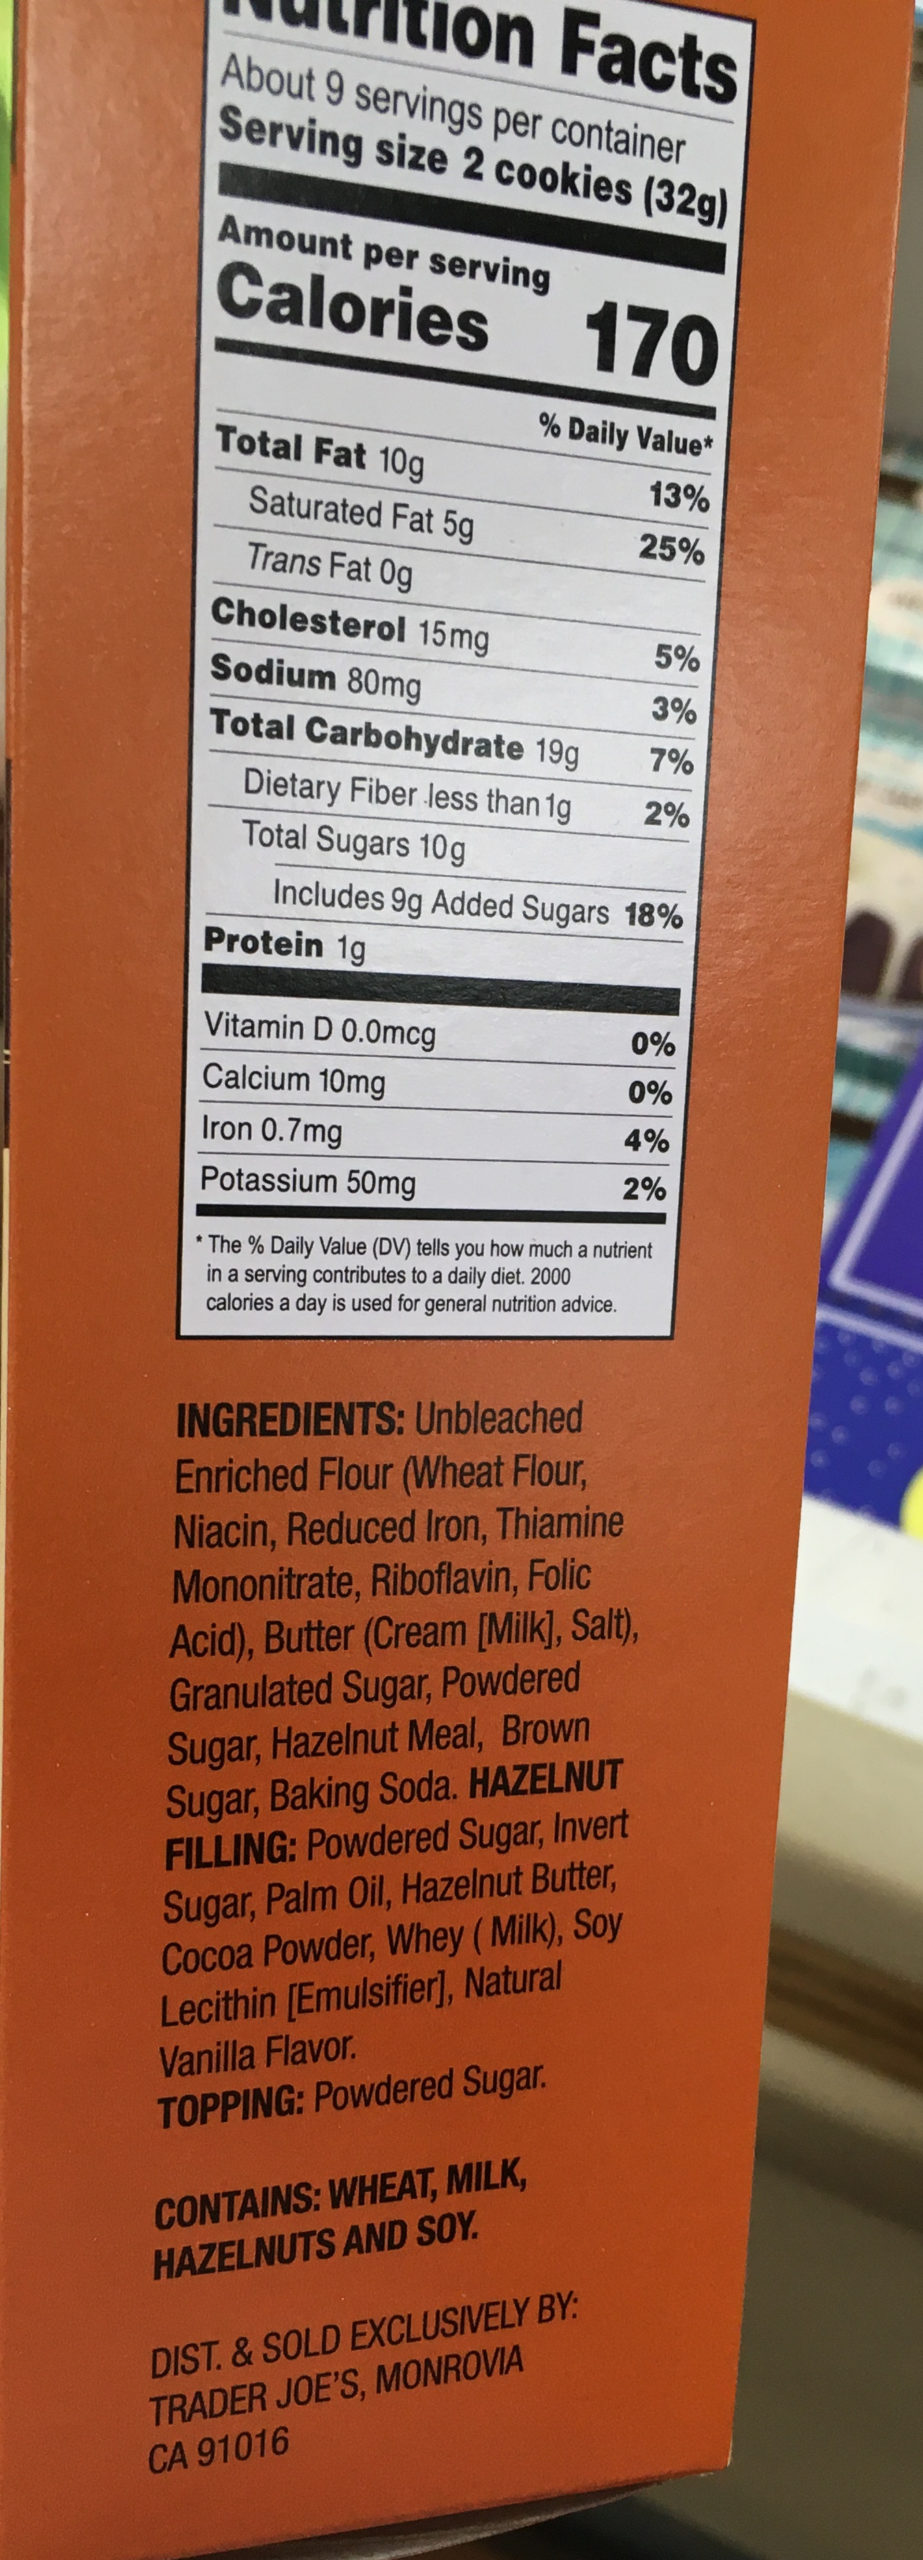 Nutrition Facts
About 9 servings per container
Serving size 2 cookies (32g)
Amount per serving
Calories 170
% Daily Value*
Total Fat 10g 13%
Saturated Fat 5g 25%
Trans Fat 0g
Cholesterol 15mg 5%
Sodium 80mg 3%
Total Carbohydrate 19g 7%
Dietary Fiber less than 1g 2%
Total Sugars 10g
Includes 9g Added Sugars 18%
Protein 1g
Vitamin D 0.0mcg 0%
Calcium 10mg 0%
Iron 0.7mg 4%
Potassium 50mg 2%
* The % Daily Value (DV) tells you how much a nutrient
in a serving contributes to a daily diet. 2000
calories a day is used for general nutrition advice.
INGREDIENTS: Unbleached
Enriched Flour (Wheat Flour,
Niacin, Reduced Iron, Thiamine
Mononitrate, Riboflavin, Folic
Acid), Butter (Cream [Milk], Salt),
Granulated Sugar, Powdered
Sugar, Hazelnut Meal, Brown
Sugar, Baking Soda. HAZELNUT
FILLING: Powdered Sugar, Invert
Sugar, Palm Oil, Hazelnut Butter,
Cocoa Powder, Whey ( Milk), Soy
Lecithin [Emulsifier], Natural
Vanilla Flavor.
TOPPING: Powdered Sugar.
CONTAINS: WHEAT, MILK,
HAZELNUTS AND SOY.
DIST. & SOLD EXCLUSIVELY BY:
TRADER JOE'S, MONROVIA
CA 91016